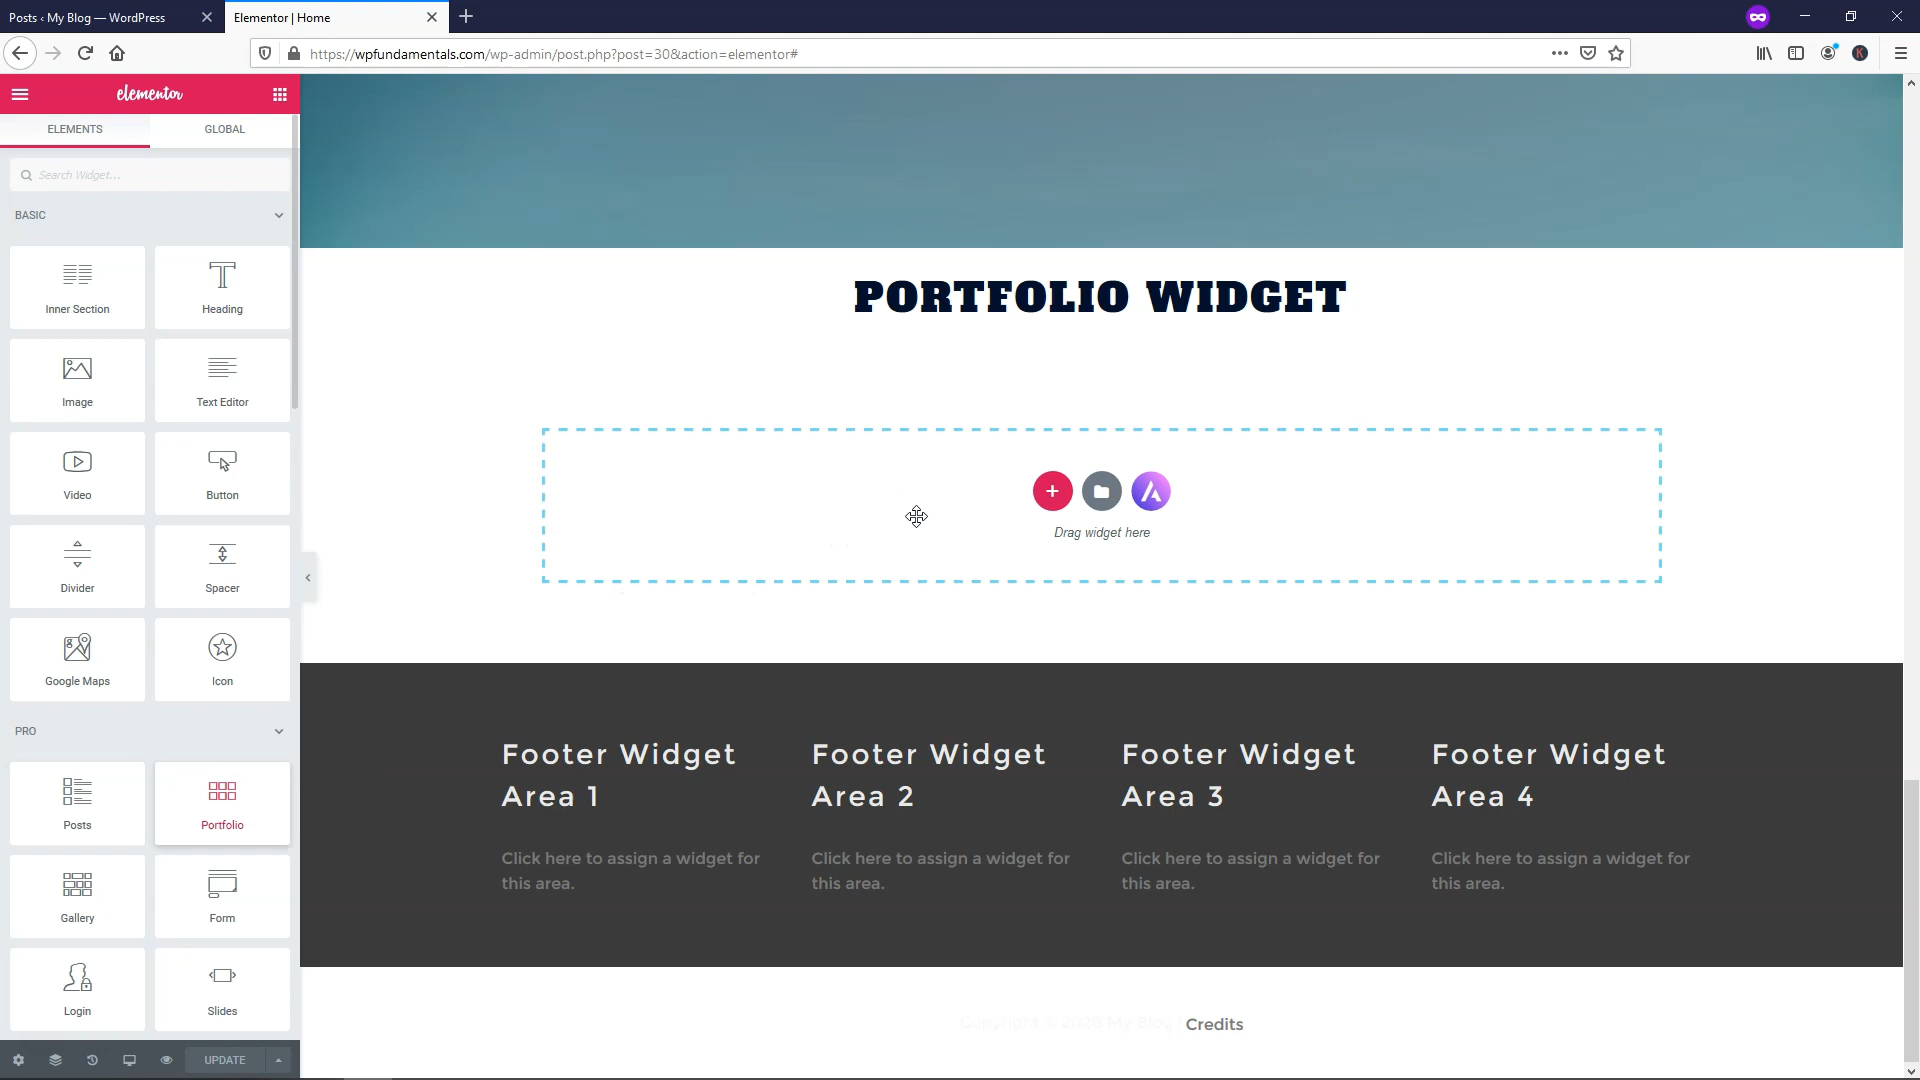 Posts ‹ My Blog — WordPress
Elementor | Home
https://wpfundamentals.com/wp-admin/post.php?post=30&action=elementor#
K
elementor
ELEMENTS
GLOBAL
Search Widget...
BASIC
Inner Section
Heading
Image
Text Editor
Video
Button
Divider
Spacer
Google Maps
Icon
PRO
Posts
Portfolio
Gallery
Form
Login
Slides
UPDATE
PORTFOLIO WIDGET
Drag widget here
Footer Widget
Area 1
Click here to assign a widget for
this area.
Footer Widget
Area 2
Click here to assign a widget for
this area.
Footer Widget
Area 3
Click here to assign a widget for
this area.
Footer Widget
Area 4
Click here to assign a widget for
this area.
Copyright © 2020 My Blog Credits